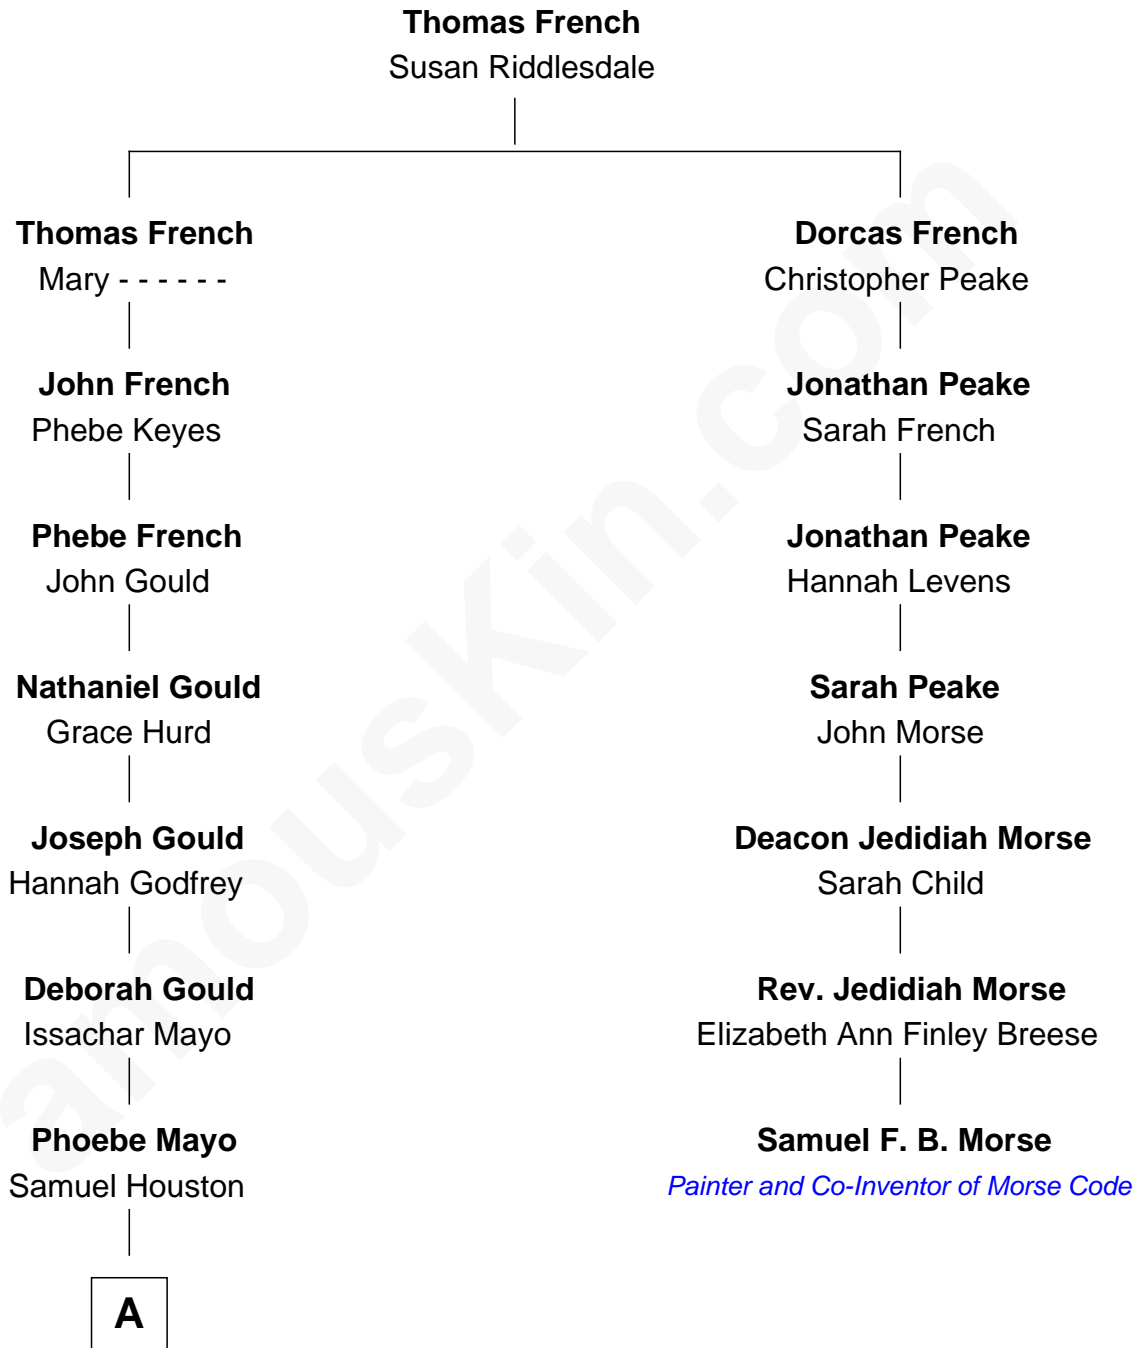 Thomas French
Susan Riddlesdale
Thomas French
Mary - - - - - -
John French
Phebe Keyes
Phebe French
John Gould
Nathaniel Gould
Grace Hurd
Joseph Gould
Hannah Godfrey
Deborah Gould
Issachar Mayo
Phoebe Mayo
Samuel Houston
A
Dorcas French
Christopher Peake
Jonathan Peake
Sarah French
Jonathan Peake
Hannah Levens
Sarah Peake
John Morse
Deacon Jedidiah Morse
Sarah Child
Rev. Jedidiah Morse
Elizabeth Ann Finley Breese
Samuel F. B. Morse
Painter and Co-Inventor of Morse Code
amousKin.com